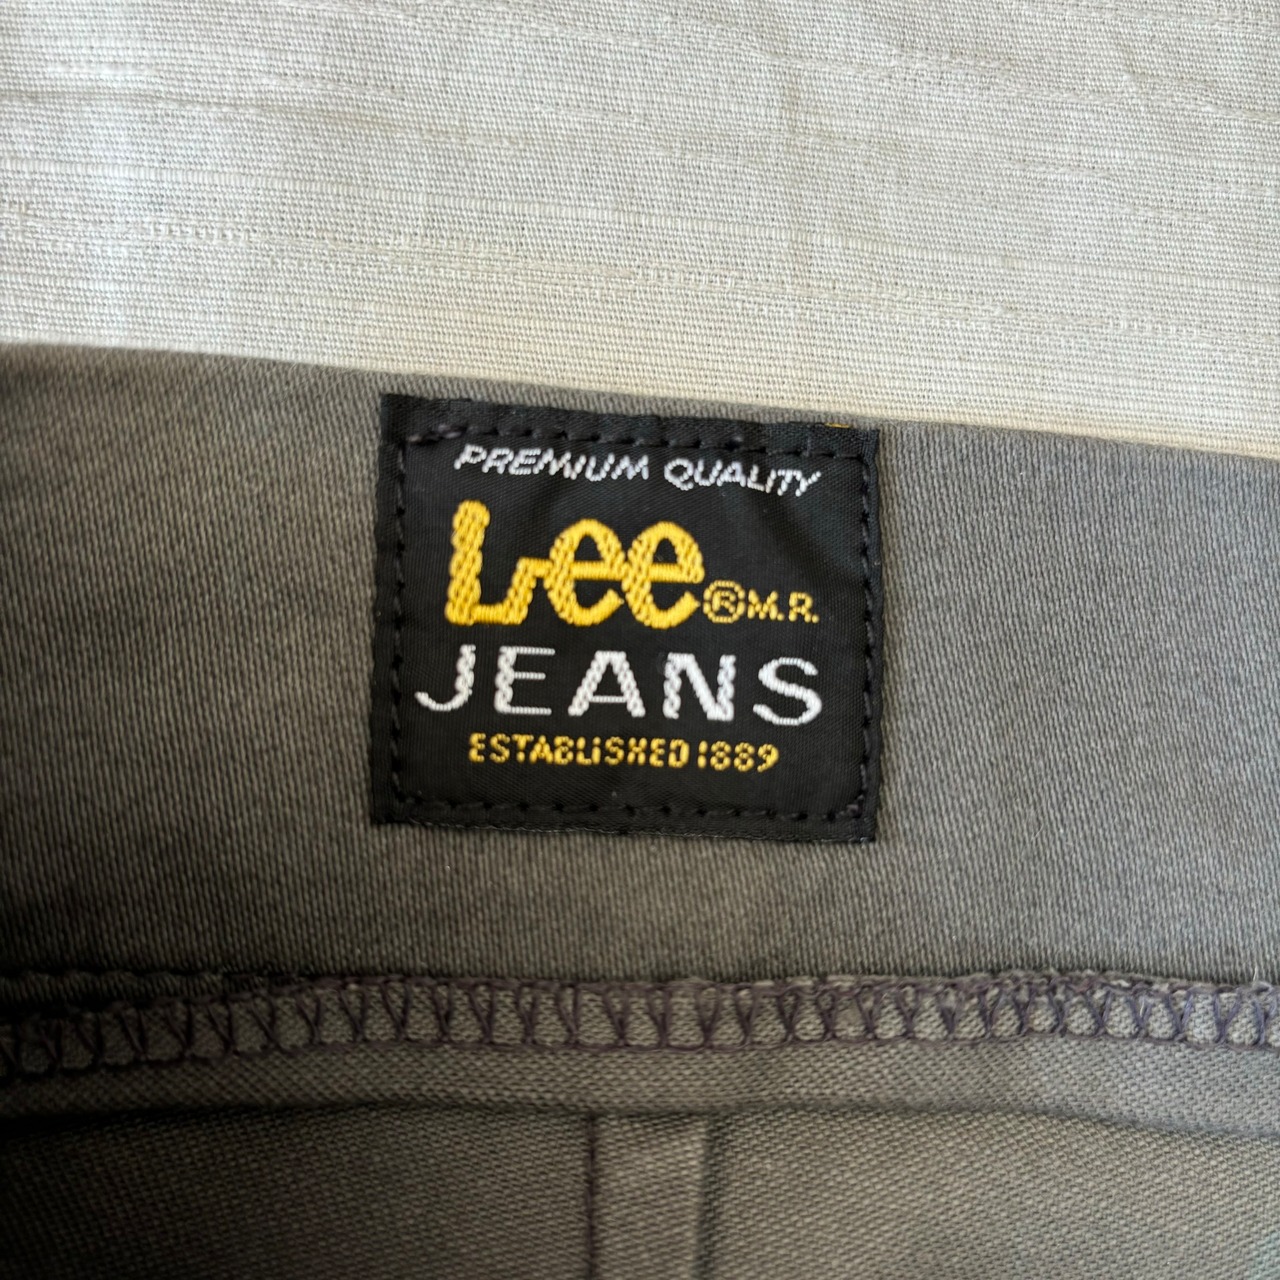 PREMIUM QUALITY
Lee ® M.R.
JEANS
ESTABLISHED 1889